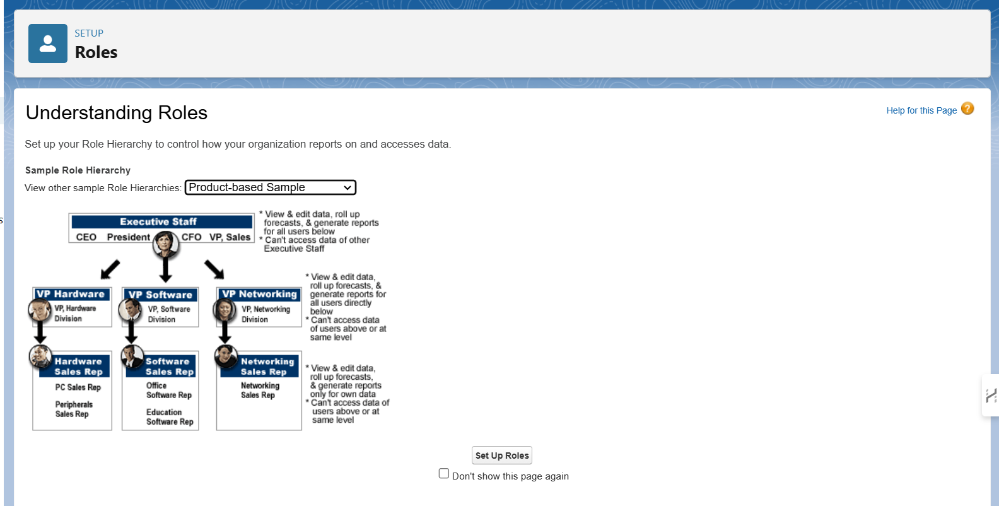 SETUP
Roles
Understanding Roles
Help for this Page ?
Set up your Role Hierarchy to control how your organization reports on and accesses data.
Sample Role Hierarchy
View other sample Role Hierarchies: Product-based Sample
Executive Staff
CEO President CFO VP, Sales
* View & edit data, roll up
forecasts, & generate reports
for all users below
* Can't access data of other
Executive Staff
VP Hardware
VP, Hardware
Division
VP Software
VP, Software
Division
VP Networking
VP, Networking
Division
* View & edit data,
roll up forecasts, &
generate reports for
all users directly
below
* Can't access data
of users above or at
same level
Hardware
Sales Rep
PC Sales Rep
Peripherals
Sales Rep
Software
Sales Rep
Office
Software Rep
Education
Software Rep
Networking
Sales Rep
Networking
Sales Rep
* View & edit data,
roll up forecasts,
& generate reports
only for own data
* Can't access data of
users above or at
same level
Set Up Roles
Don't show this page again
s